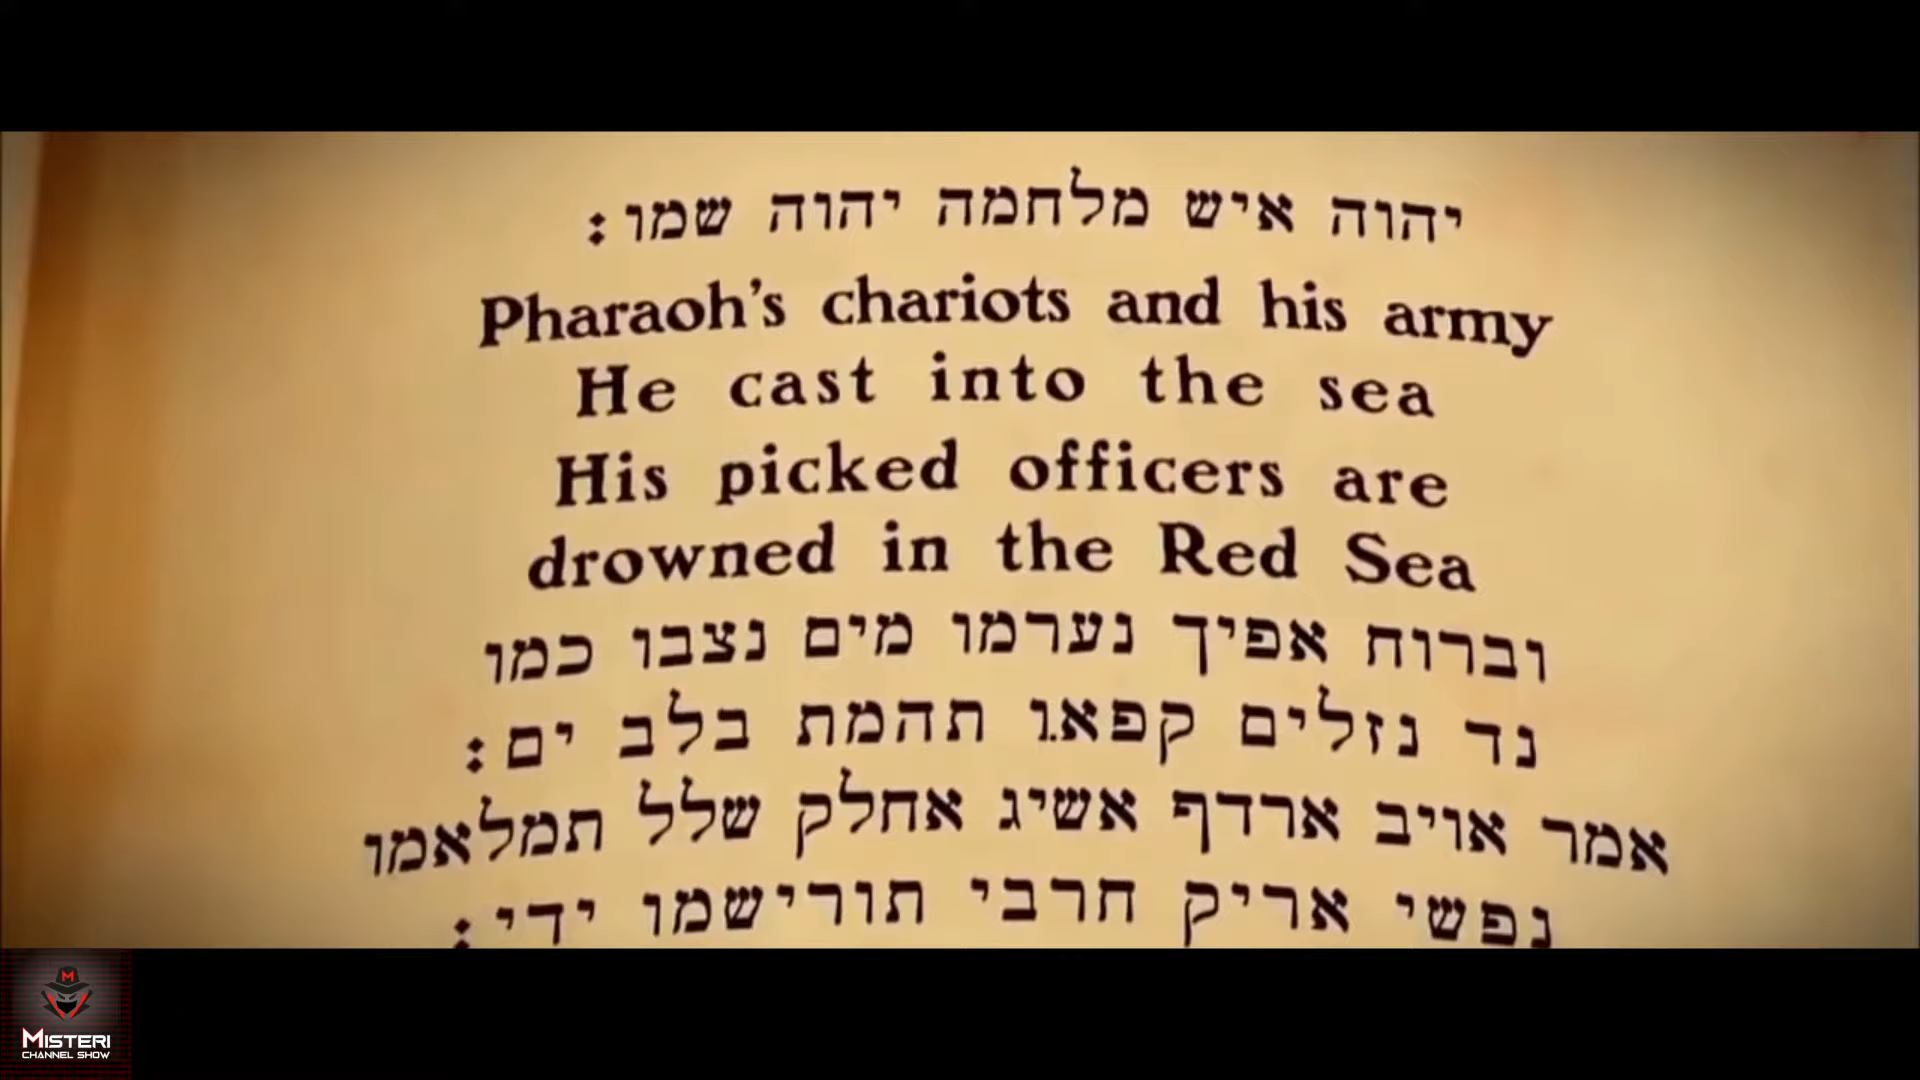 יהוה איש מלחמה יהוה שמו:
Pharaoh's chariots and his army
He cast into the sea
His picked officers are
drowned in the Red Sea
וברוח אפיך נערמו מים נצבו כמו
נד נזלים קפאו תהמת בלב ים:
אמר אויב ארדף אשיג אחלק שלל תמלאמו
נפשי אריק חרבי תורישמו ידי:
M
MISTERI
CHANNEL SHOW